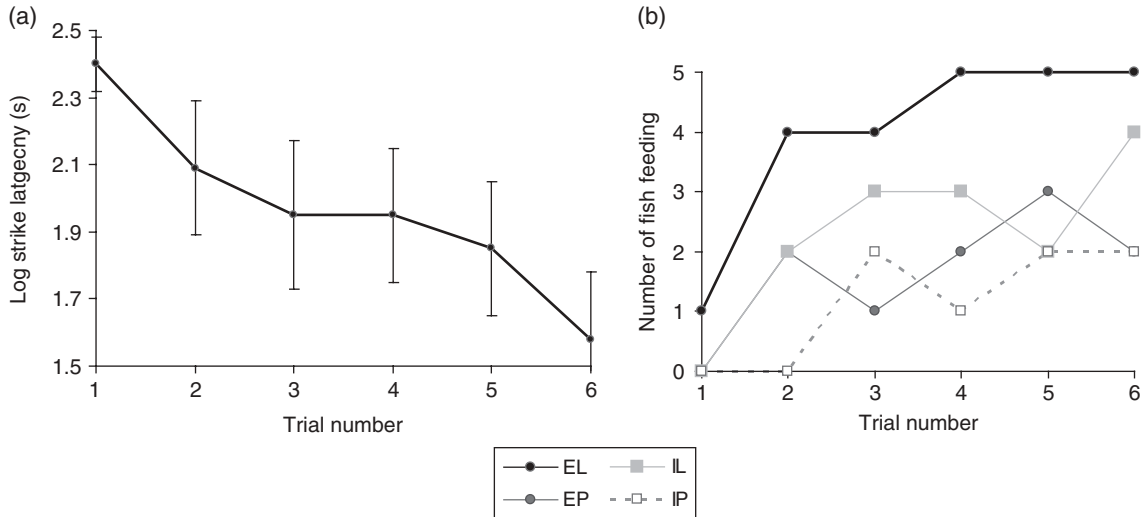 (a)
2.5
2.3
2.1
1.9
1.7
1.5
Log strike latgecny (s)
1 2 3 4 5 6
Trial number
(b)
5
4
3
2
1
0
Number of fish feeding
1 2 3 4 5 6
Trial number
EL IL
EP IP